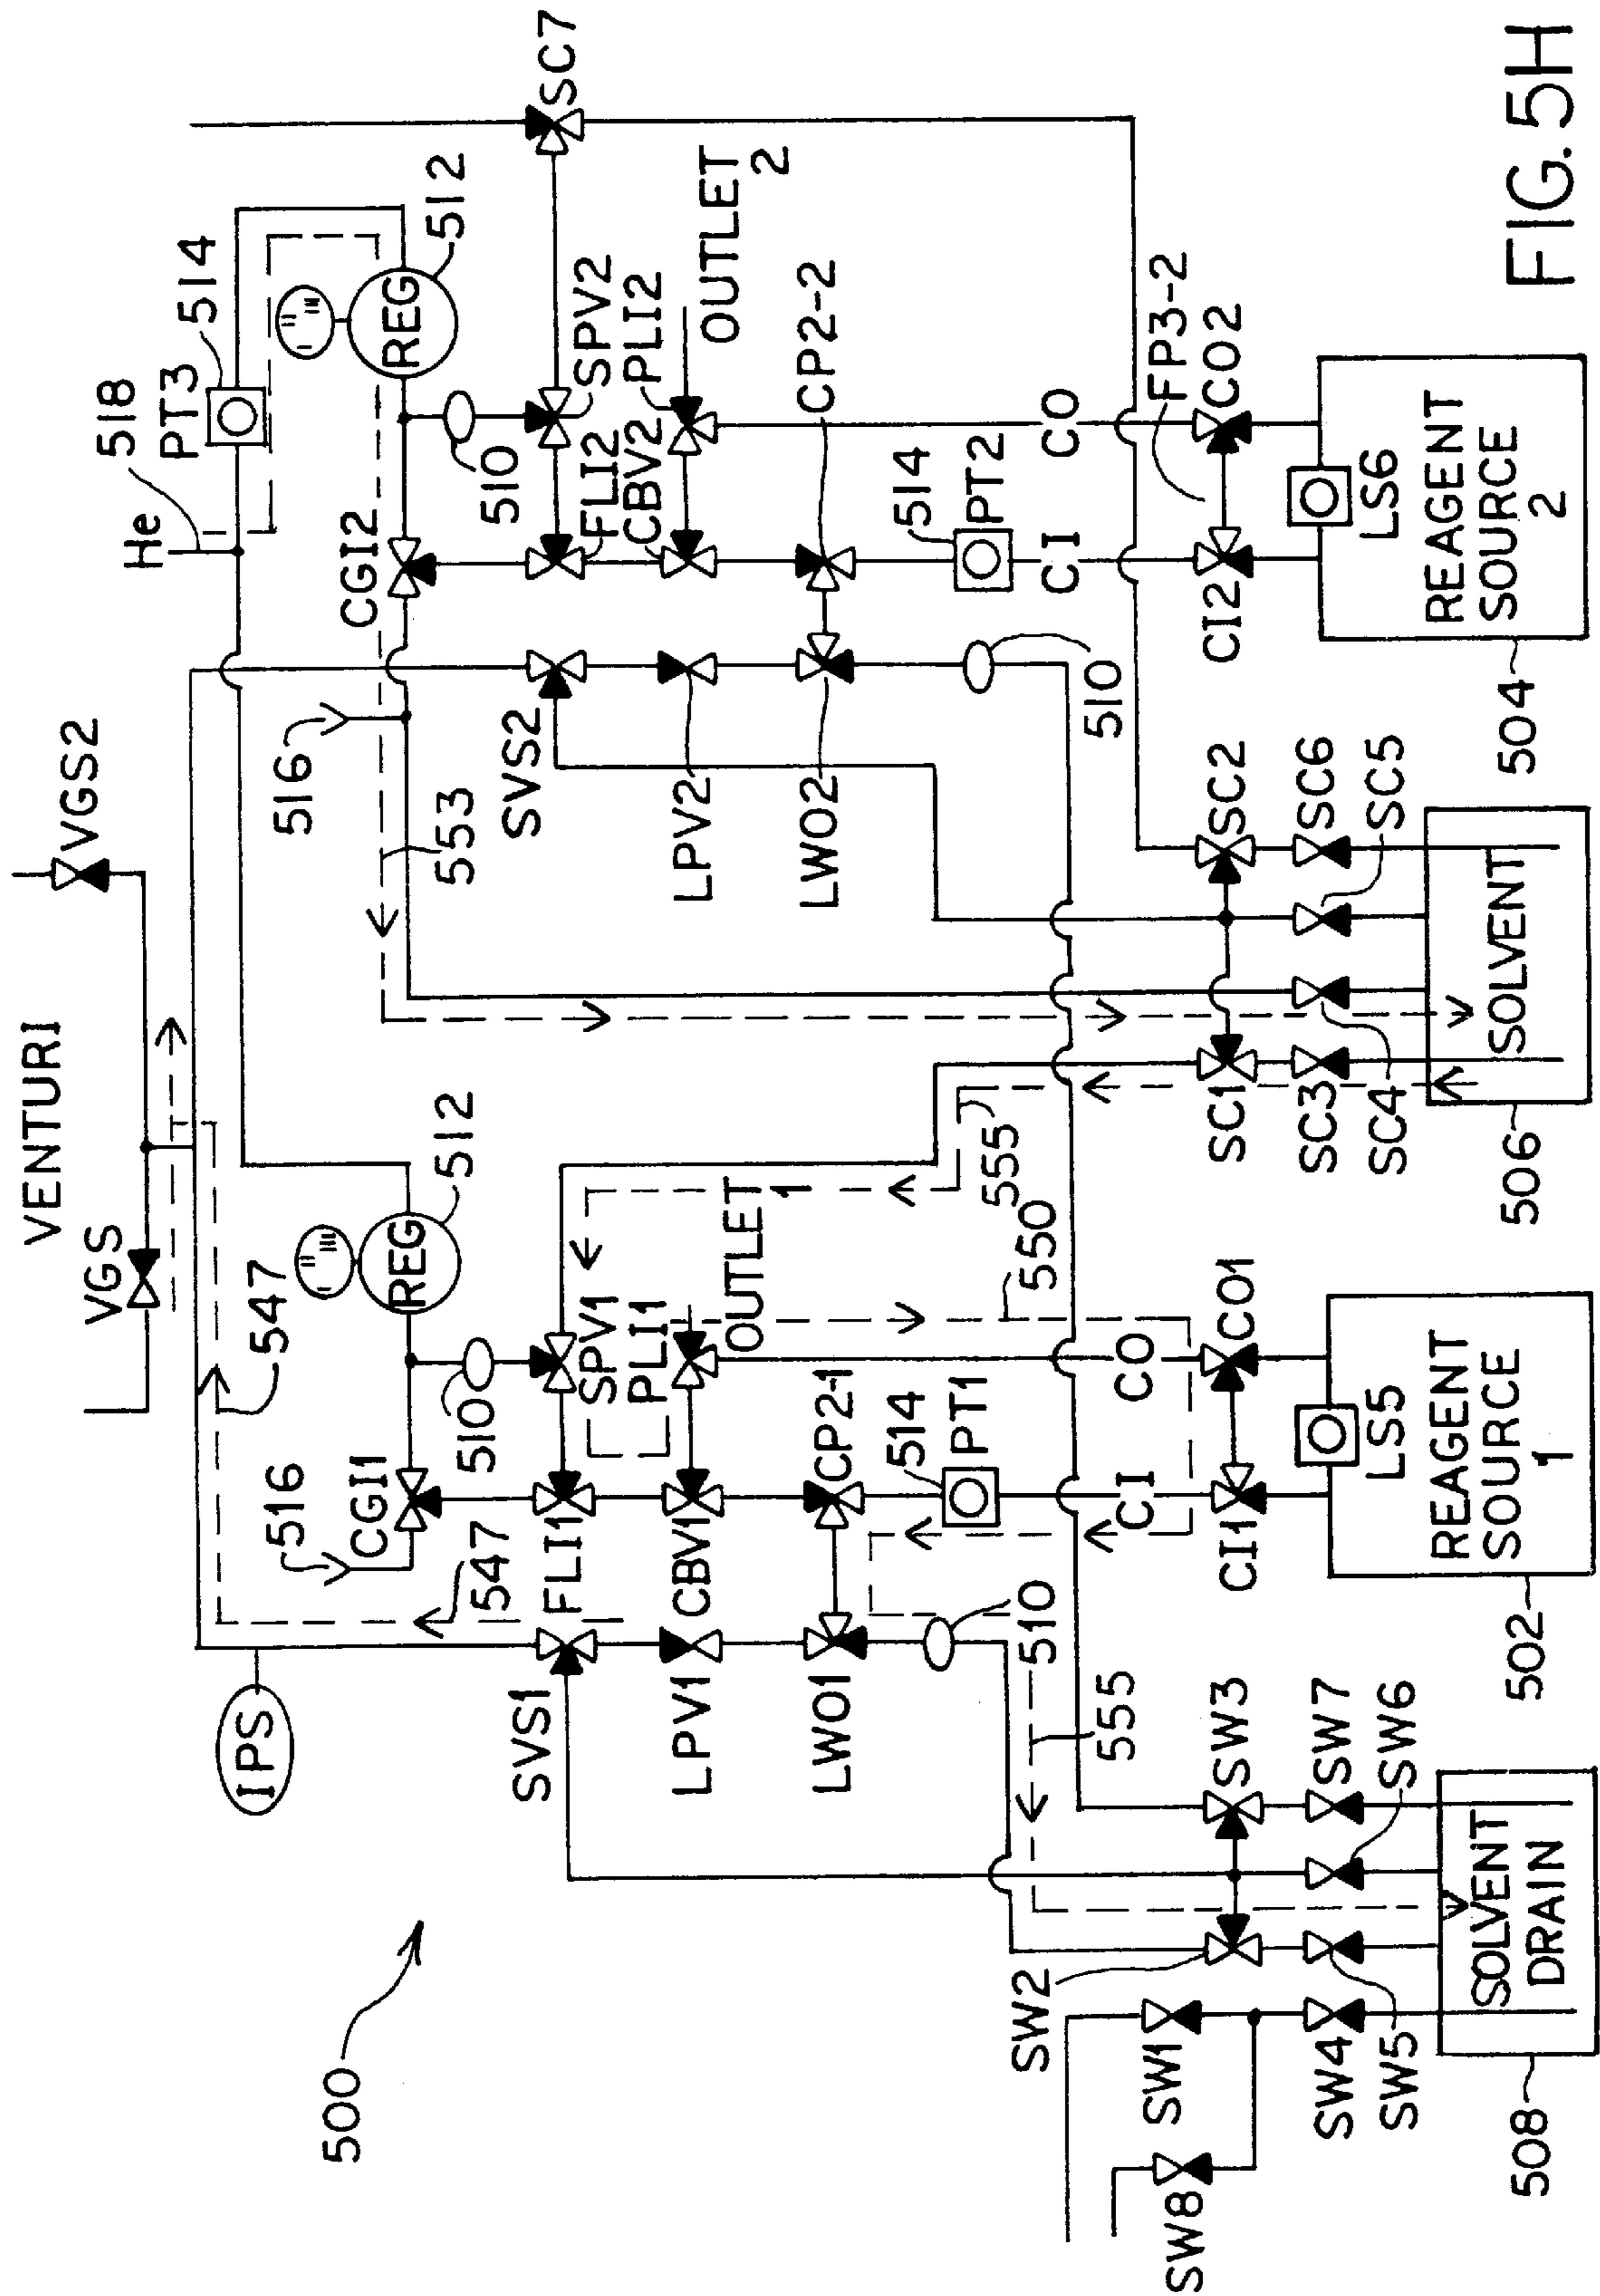 500
VENTURI
VGS
VGS2
547
IPS
516
CGI1
512
REG
510
547
SVS1
FLI1
SPV1
PLI1
LPV1
CBV1
OUTLET
1
LWO1
CP2-1
514
PT1
510
550
555
555
CI
CO
CI1
CO1
LS5
REAGENT
SOURCE
1
502
SW2
SW1
SW8
SW3
SW4
SW5
SW7
SW6
SOLVENT
DRAIN
508
He
518
PT3
514
512
REG
CGI2
516
553
510
SC7
SVS2
FLI2
SPV2
CBV2
PLI2
OUTLET
2
LPV2
LWO2
CP2-2
514
PT2
510
CI
CO
FP3-2
CI2
CO2
LS6
REAGENT
SOURCE
2
504
SC1
SC2
SC3
SC4
SC6
SC5
SOLVENT
506
FIG. 5H